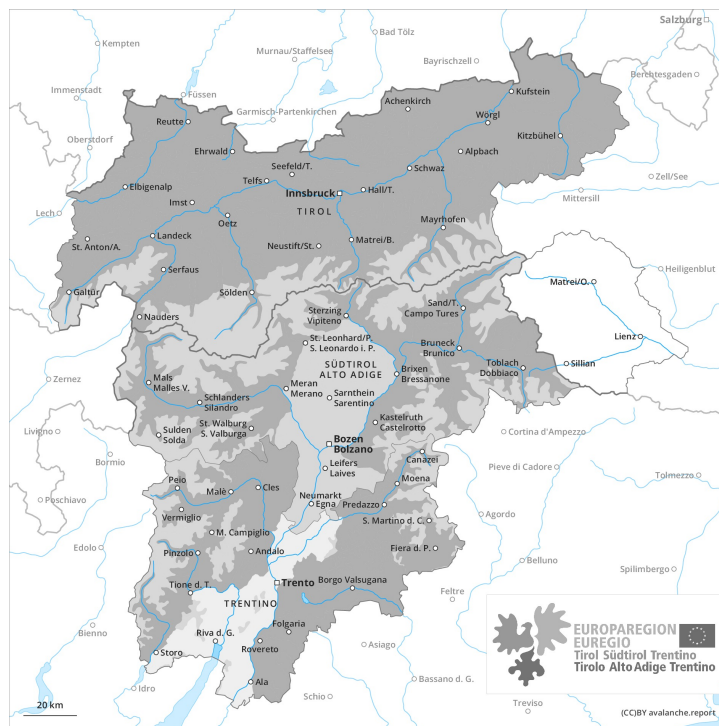 Salzburg
Bad Tölz
Kempten
Murnau/Staffelsee
Bayrischzell
Berchtesgaden
Immenstadt
Füssen
Kufstein
Achenkirch
Garmisch-Partenkirchen
Wörgl
Reutte
Kitzbühel
Oberstdorf
Ehrwald
Alpbach
Seefeld/T.
Schwaz
Zell/See
Telfs
Elbigenalp
Innsbruck
Hall/T.
Mittersill
Imst
TIROL
Lech
Oetz
Mayrhofen
Landeck
St. Anton/A.
Neustift/St.
Matrei/B.
Serfaus
Heiligenblut
Galtür
Sölden
Matrei/O.
Nauders
Sterzing
Vipiteno
Sand/T.
Campo Tures
Lienz
St. Leonhard/P.
S. Leonardo i. P.
Bruneck
Brunico
Toblach
Dobbiaco
Sillian
SÜDTIROL
ALTO ADIGE
Brixen
Bressanone
Zernez
Mals
Malles V.
Meran
Merano
Schlanders
Silandro
Sarnthein
Sarentino
Livigno
St. Walburg
S. Valburga
Kastelruth
Castelrotto
Sulden
Solda
Cortina d'Ampezzo
Bozen
Bolzano
Bormio
Canazei
Pieve di Cadore
Leifers
Laives
Tolmezzo
Peio
Moena
Poschiavo
Malè
Cles
Neumarkt
Egna
Predazzo
Vermiglio
S. Martino d. C.
Agordo
M. Campiglio
Edolo
Pinzolo
Andalo
Fiera d. P.
Belluno
Spilimbergo
Tione d. T.
Trento
Borgo Valsugana
Feltre
TRENTINO
Folgaria
Bienno
Riva d. G.
Rovereto
Asiago
Storo
Ala
Bassano d. G.
Idro
Schio
Treviso
EUROPAREGION
EUREGIO
Tirol Südtirol Trentino
Tirolo Alto Adige Trentino
20 km
(CC)BY avalanche.report